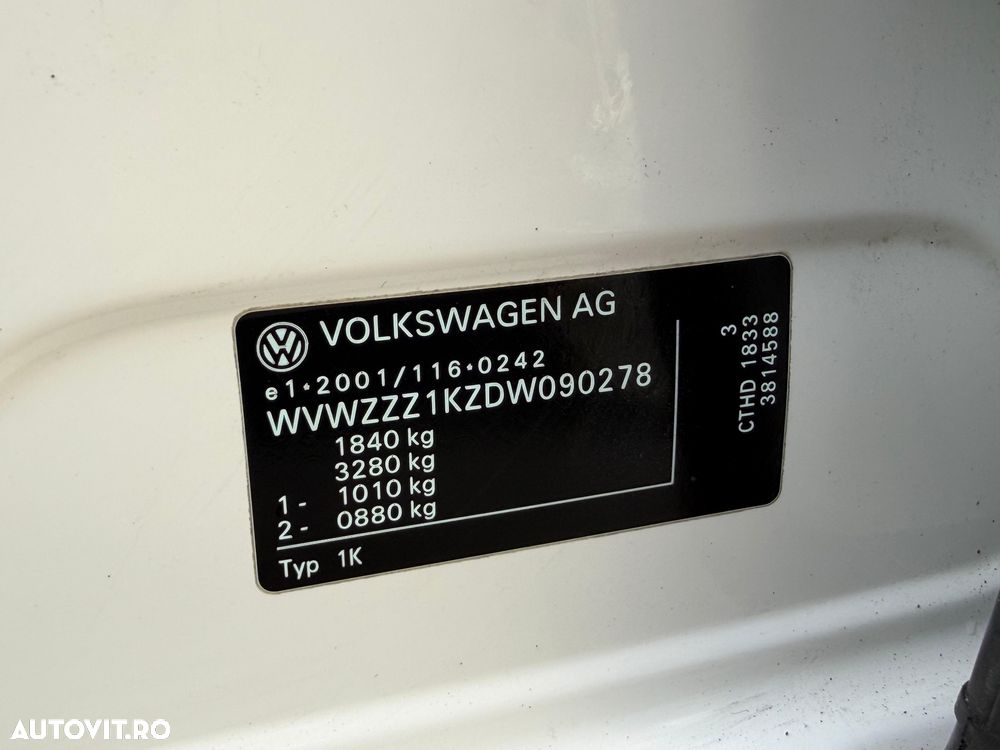 VOLKSWAGEN AG
e1*2001/116*0242
WVWZZZ1KZDW090278
1840 kg
3280 kg
1 - 1010 kg
2 - 0880 kg
Typ 1K
3
CTHD 1833
3814588
AUTOVIT.RO